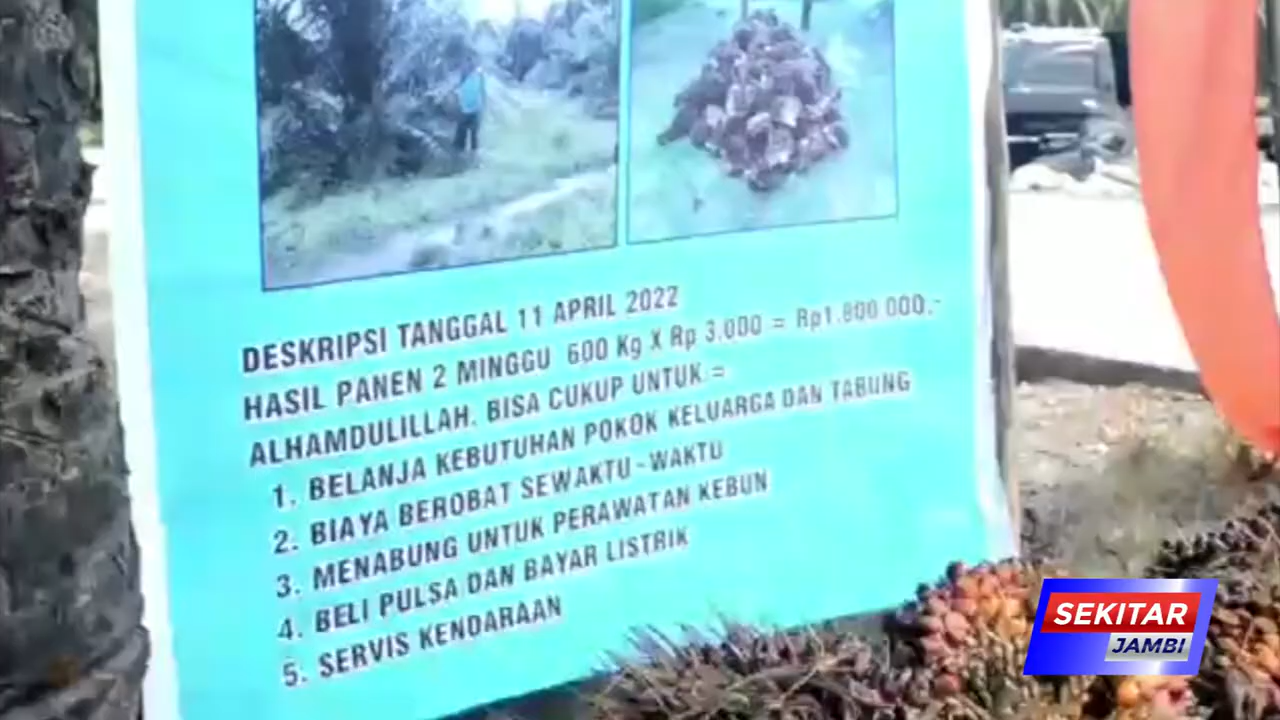 DESKRIPSI TANGGAL 11 APRIL 2022
HASIL PANEN 2 MINGGU 600 Kg X Rp 3.000 = Rp1.800 000.-
ALHAMDULILLAH. BISA CUKUP UNTUK =
1. BELANJA KEBUTUHAN POKOK KELUARGA DAN TABUNG
2. BIAYA BEROBAT SEWAKTU-WAKTU
3. MENABUNG UNTUK PERAWATAN KEBUN
4. BELI PULSA DAN BAYAR LISTRIK
5. SERVIS KENDARAAN
SEKITAR
JAMBI